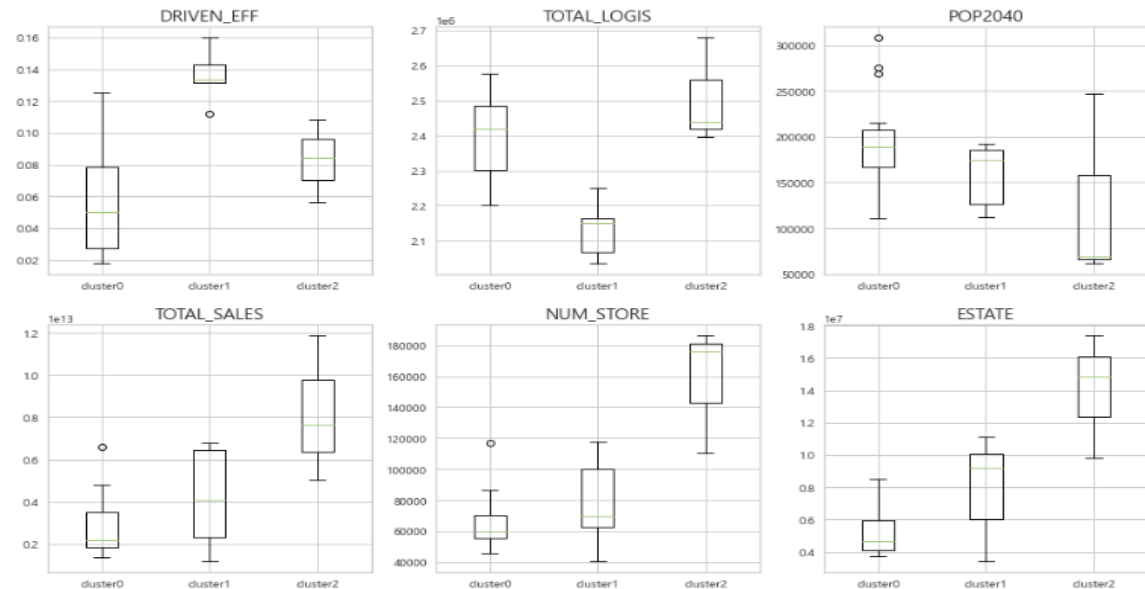 DRIVEN_EFF
0.16
0.14
0.12
0.10
0.08
0.06
0.04
0.02
cluster0 cluster1 cluster2
TOTAL_LOGIS
1e6
2.7
2.6
2.5
2.4
2.3
2.2
2.1
cluster0 cluster1 cluster2
POP2040
300000
250000
200000
150000
100000
50000
cluster0 cluster1 cluster2
TOTAL_SALES
1e13
1.2
1.0
0.8
0.6
0.4
0.2
cluster0 cluster1 cluster2
NUM_STORE
180000
160000
140000
120000
100000
80000
60000
40000
cluster0 cluster1 cluster2
ESTATE
1e7
1.8
1.6
1.4
1.2
1.0
0.8
0.6
0.4
cluster0 cluster1 cluster2